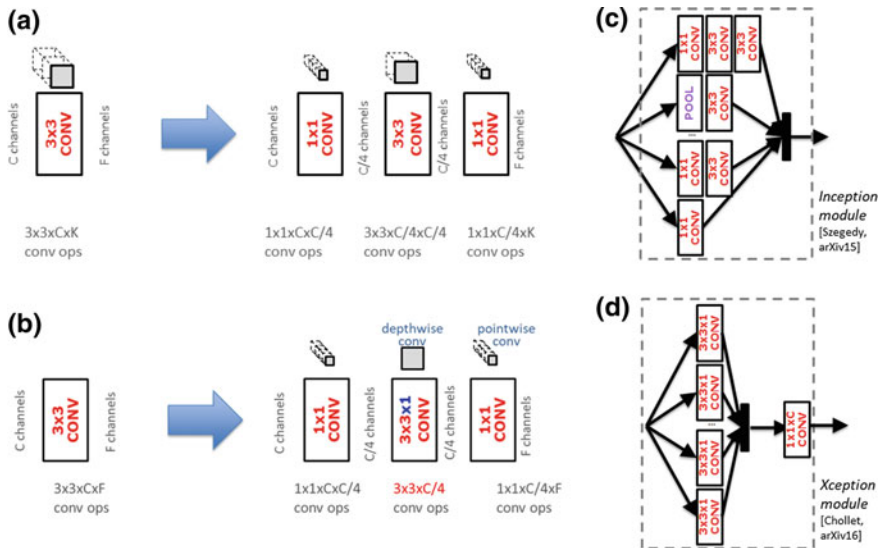 (a)
C channels
3x3
CONV
F channels
3x3xCxK
conv ops
1x1
CONV
C/4 channels
3x3
CONV
C/4 channels
1x1
CONV
F channels
1x1xCxC/4
conv ops
3x3xC/4xC/4
conv ops
1x1xC/4xK
conv ops
(b)
C channels
3x3
CONV
F channels
3x3xCxF
conv ops
depthwise
conv
pointwise
conv
1x1
CONV
C/4 channels
3x3x1
CONV
C/4 channels
1x1
CONV
F channels
1x1xCxC/4
conv ops
3x3xC/4
conv ops
1x1xC/4xF
conv ops
(c)
1x1
CONV
3x3
CONV
3x3
CONV
POOL
3x3
CONV
...
1x1
CONV
3x3
CONV
1x1
CONV
Inception
module
[Szegedy,
arXiv15]
(d)
3x3x1
CONV
3x3x1
CONV
...
3x3x1
CONV
3x3x1
CONV
1x1xC
CONV
Xception
module
[Chollet,
arXiv16]